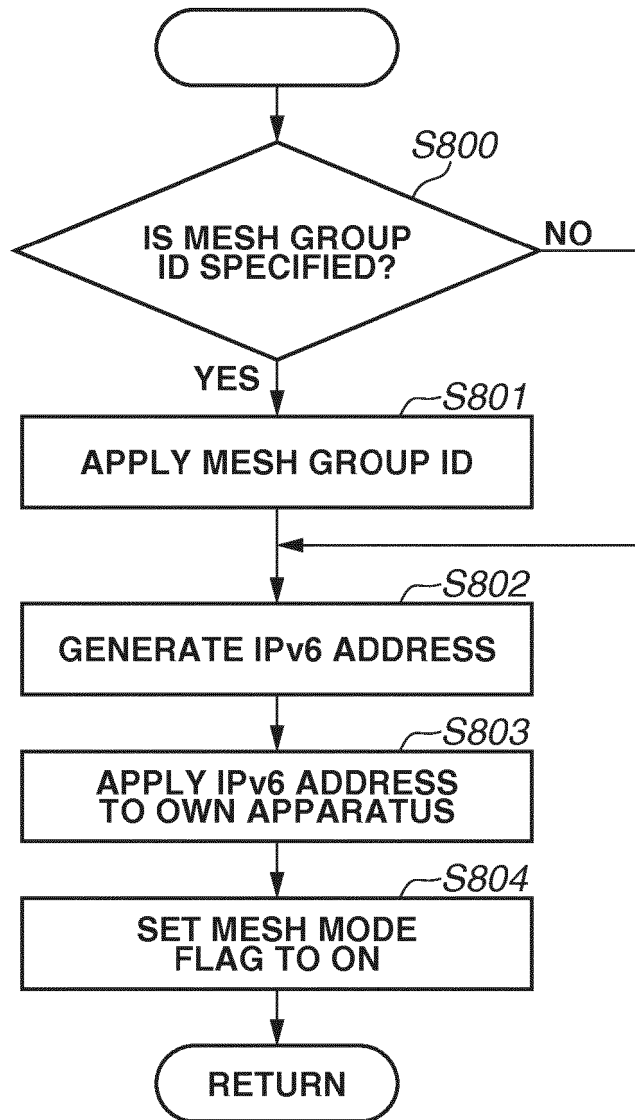 S800
IS MESH GROUP
ID SPECIFIED?
NO
YES
S801
APPLY MESH GROUP ID
S802
GENERATE IPv6 ADDRESS
S803
APPLY IPv6 ADDRESS
TO OWN APPARATUS
S804
SET MESH MODE
FLAG TO ON
RETURN